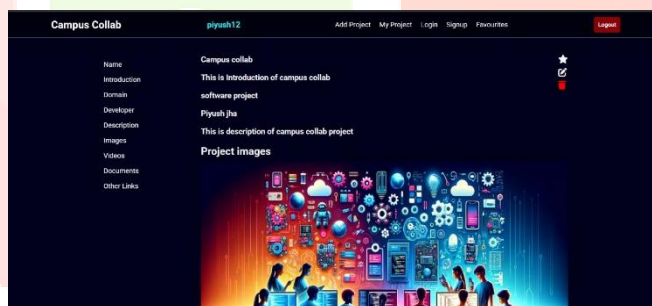 Campus Collab piyush12 Add Project My Project Login Signup Favourites Logout
Name
Introduction
Domain
Developer
Description
Images
Videos
Documents
Other Links
Campus collab
This is Introduction of campus collab
software project
Piyush jha
This is description of campus collab project
Project images